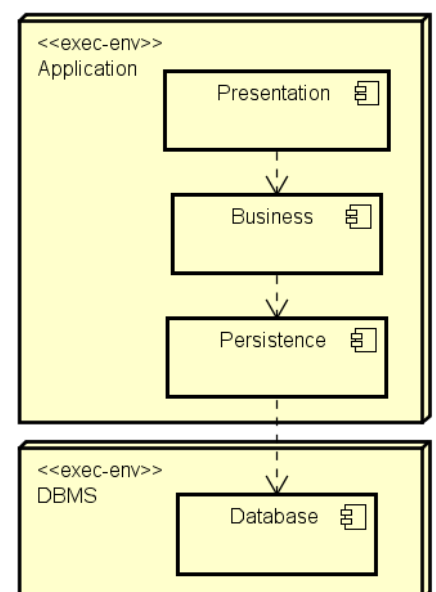 <<exec-env>>
Application
Presentation
Business
Persistence
<<exec-env>>
DBMS
Database